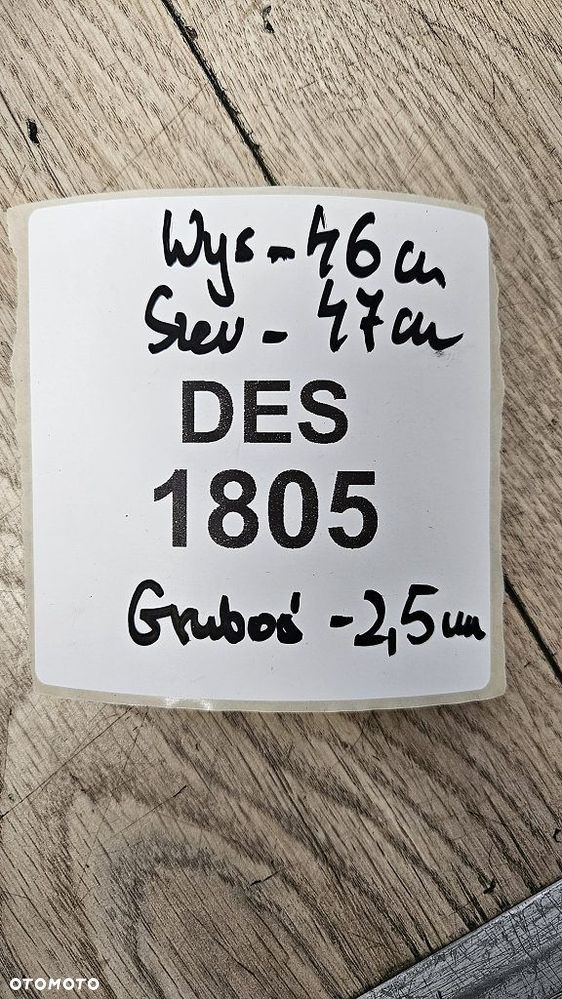 Wys - 46 cm
Szer - 47 cm
DES
1805
Grubość - 2,5 cm
OTOMOTO